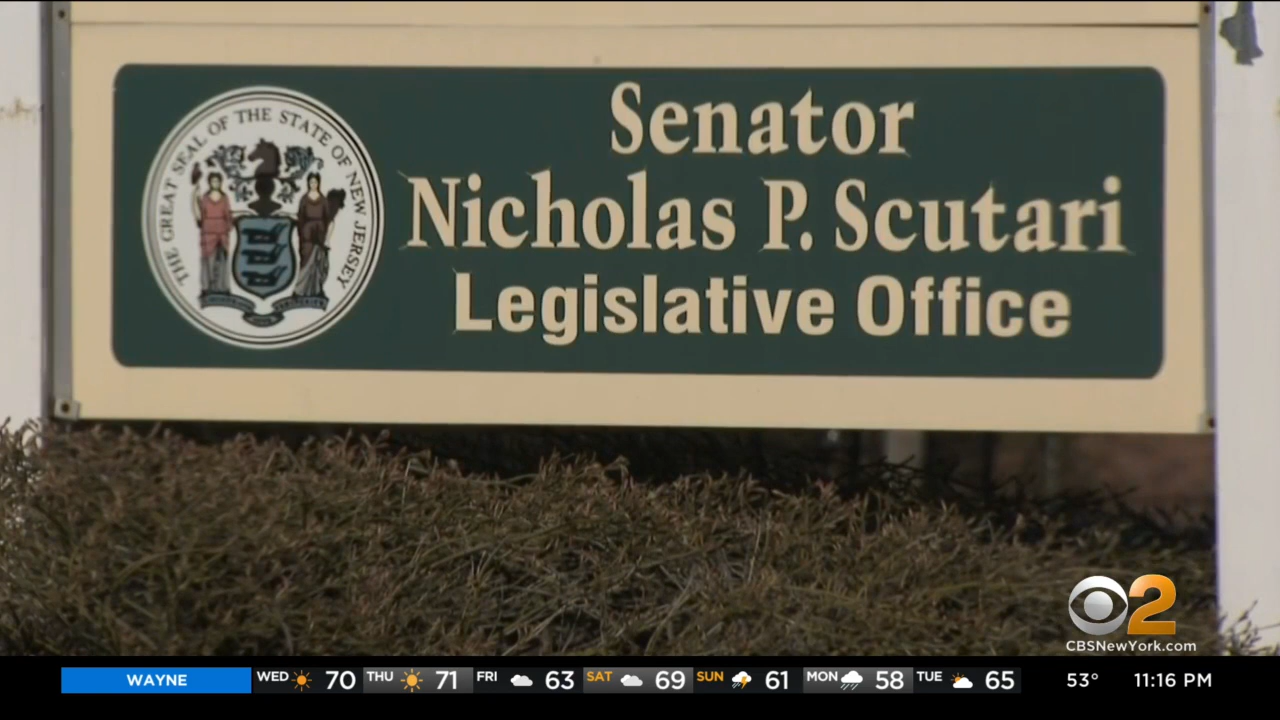 THE GREAT SEAL OF THE STATE OF NEW JERSEY
Senator
Nicholas P. Scutari
Legislative Office
2
CBSNewYork.com
WAYNE WED 70 THU 71 FRI 63 SAT 69 SUN 61 MON 58 TUE 65 53° 11:16 PM